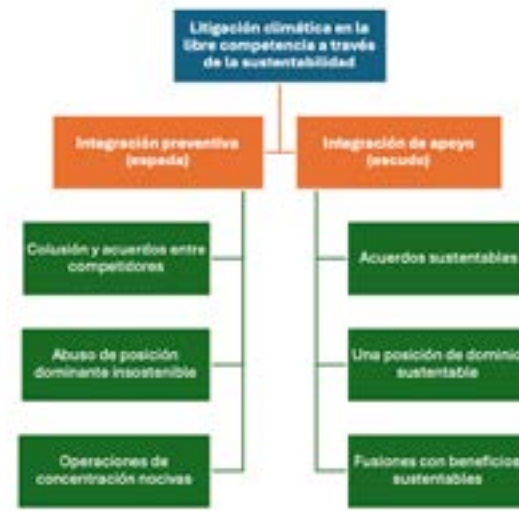 Litigación climática en la
libre competencia a través
de la sustentabilidad
Integración preventiva
(espada)
Integración de apoyo
(escudo)
Colusión y acuerdos entre
competidores
Acuerdos sustentables
Abuso de posición
dominante insostenible
Una posición de dominio
sustentable
Operaciones de
concentración nocivas
Fusiones con beneficios
sustentables